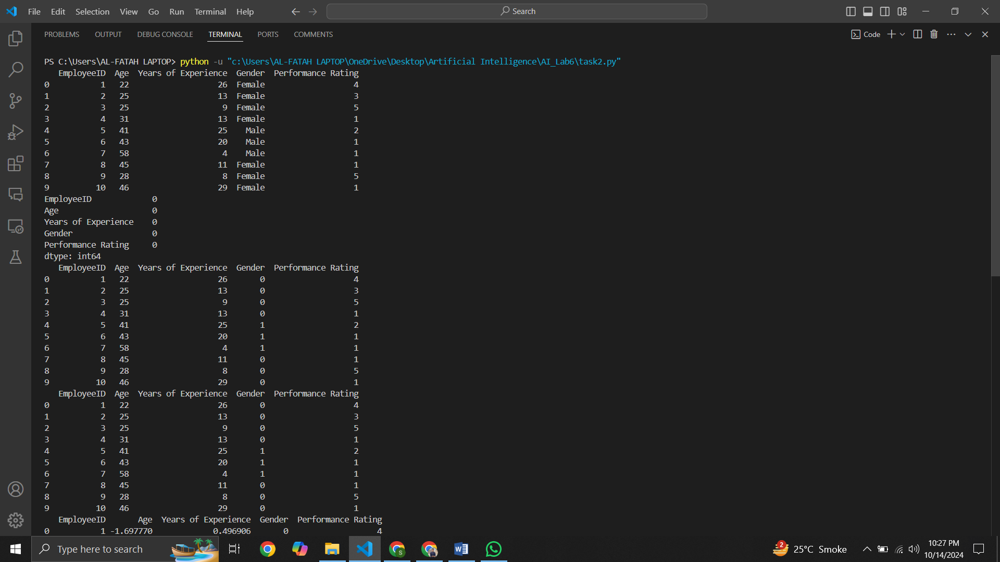 File Edit Selection View Go Run Terminal Help Search
PROBLEMS OUTPUT DEBUG CONSOLE TERMINAL PORTS COMMENTS Code
PS C:\Users\AL-FATAH LAPTOP> python -u "c:\Users\AL-FATAH LAPTOP\OneDrive\Desktop\Artificial Intelligence\AI_Lab6\task2.py"
EmployeeID Age Years of Experience Gender Performance Rating
0 1 22 26 Female 4
1 2 25 13 Female 3
2 3 25 9 Female 5
3 4 31 13 Female 1
4 5 41 25 Male 2
5 6 43 20 Male 1
6 7 58 4 Male 1
7 8 45 11 Female 1
8 9 28 8 Female 5
9 10 46 29 Female 1
EmployeeID 0
Age 0
Years of Experience 0
Gender 0
Performance Rating 0
dtype: int64
EmployeeID Age Years of Experience Gender Performance Rating
0 1 22 26 0 4
1 2 25 13 0 3
2 3 25 9 0 5
3 4 31 13 0 1
4 5 41 25 1 2
5 6 43 20 1 1
6 7 58 4 1 1
7 8 45 11 0 1
8 9 28 8 0 5
9 10 46 29 0 1
EmployeeID Age Years of Experience Gender Performance Rating
0 1 22 26 0 4
1 2 25 13 0 3
2 3 25 9 0 5
3 4 31 13 0 1
4 5 41 25 1 2
5 6 43 20 1 1
6 7 58 4 1 1
7 8 45 11 0 1
8 9 28 8 0 5
9 10 46 29 0 1
EmployeeID Age Years of Experience Gender Performance Rating
0 1 -1.697770 0.496906 0 4
Type here to search S 2 25°C Smoke 10:27 PM
10/14/2024